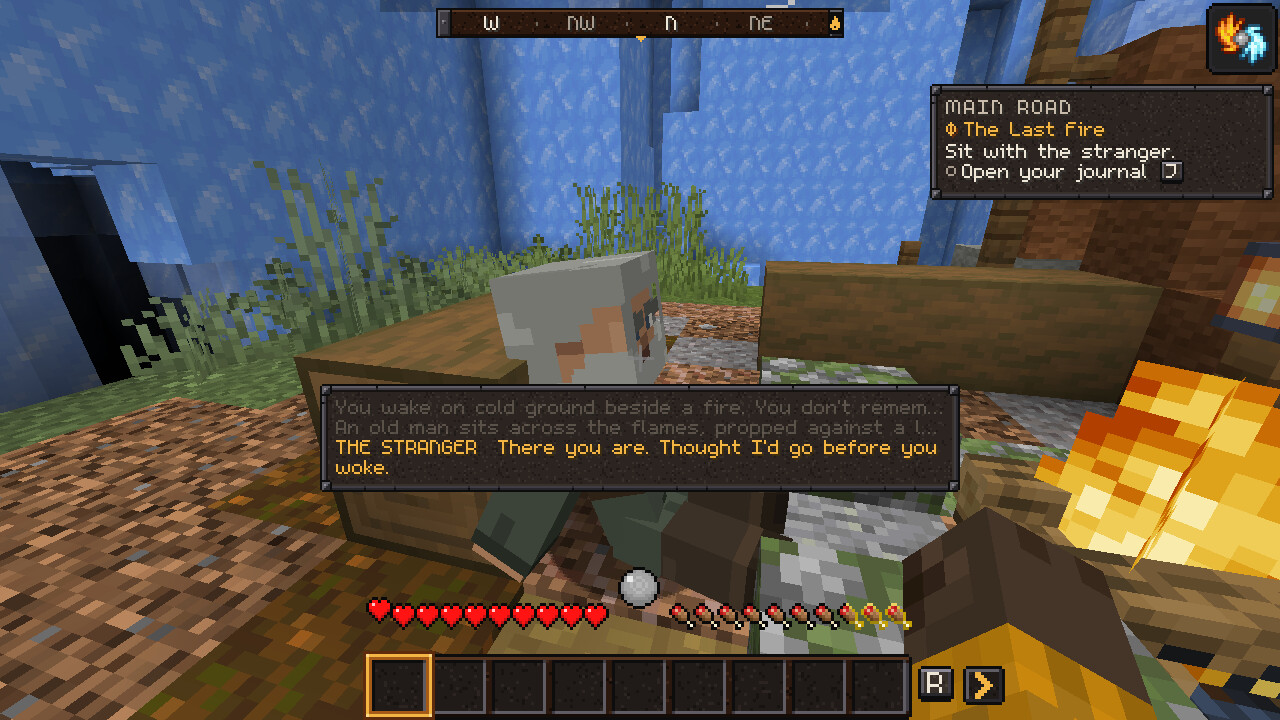 W NW N NE
MAIN ROAD
The Last Fire
Sit with the stranger.
Open your journal J
You wake on cold ground beside a fire. You don't remem...
An old man sits across the flames, propped against a l...
THE STRANGER There you are. Thought I'd go before you
woke.
R